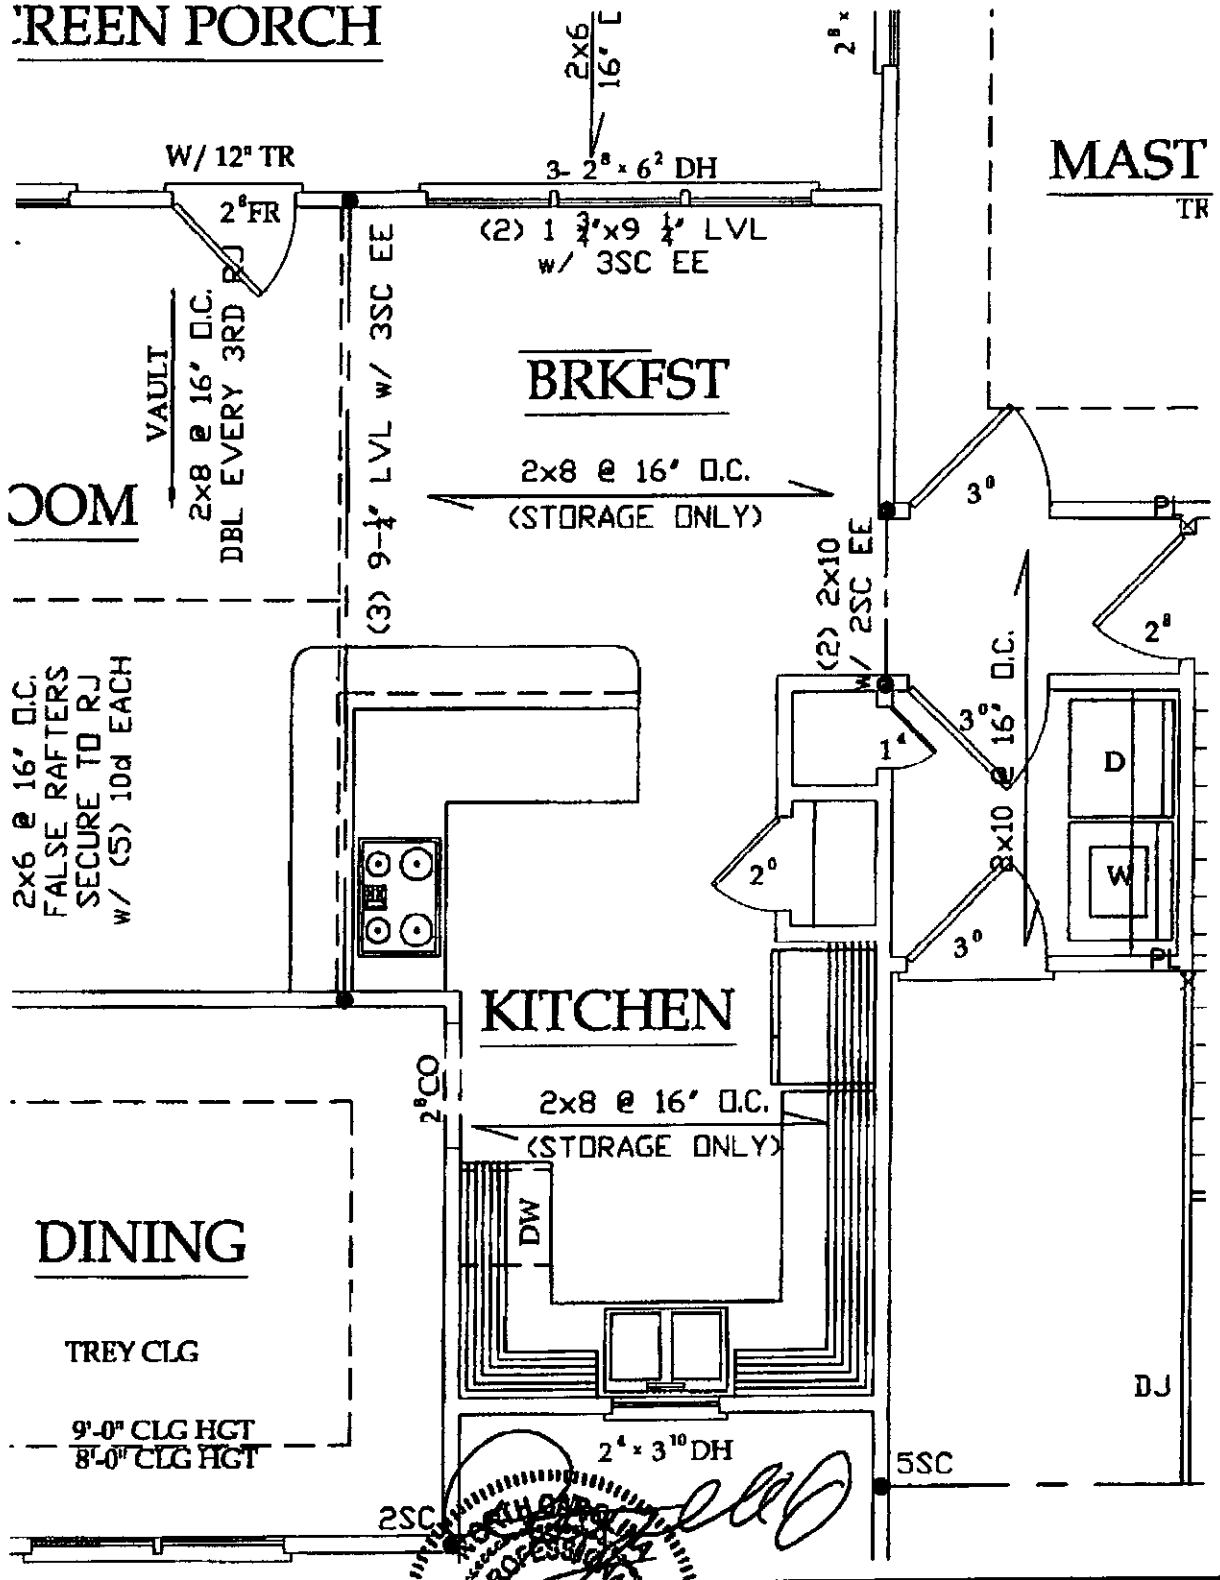 REEN PORCH
2x6
16"
2⁸ ×
W/ 12" TR
3- 2⁸ × 6² DH
MAST
TR
2⁸FR
(2) 1 3/4"x9 1/4" LVL
w/ 3SC EE
VAULT
2x8 @ 16" O.C.
DBL EVERY 3RD RJ
(3) 9-1/4" LVL w/ 3SC EE
BRKFST
2x8 @ 16" O.C.
(STORAGE ONLY)
OOM
3⁰
PL
(2) 2x10
w/ 2SC EE
2⁸
2x6 @ 16" O.C.
FALSE RAFTERS
SECURE TO RJ
w/ (5) 10d EACH
3⁰
1⁴
2x10 @ 16" O.C.
D
2⁰
W
3⁰
PL
KITCHEN
2⁸CO
2x8 @ 16" O.C.
(STORAGE ONLY)
DW
DINING
TREY CLG
DJ
9'-0" CLG HGT
8'-0" CLG HGT
2⁴ × 3¹⁰ DH
5SC
2SC
NORTH CARO